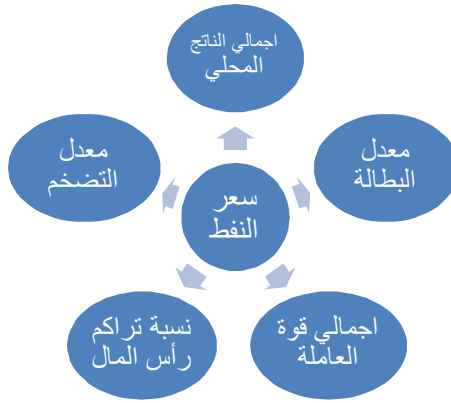 اجمالي الناتج
المحلي
معدل
البطالة
معدل
التضخم
سعر
النفط
اجمالي قوة
العاملة
نسبة تراكم
رأس المال